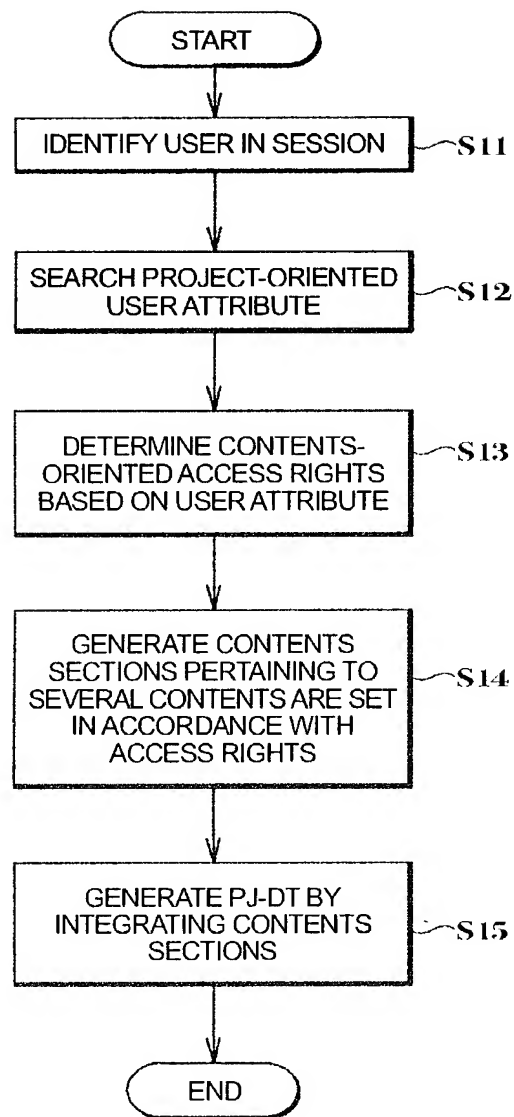 START
IDENTIFY USER IN SESSION
S11
SEARCH PROJECT-ORIENTED
USER ATTRIBUTE
S12
DETERMINE CONTENTS-
ORIENTED ACCESS RIGHTS
BASED ON USER ATTRIBUTE
S13
GENERATE CONTENTS
SECTIONS PERTAINING TO
SEVERAL CONTENTS ARE SET
IN ACCORDANCE WITH
ACCESS RIGHTS
S14
GENERATE PJ-DT BY
INTEGRATING CONTENTS
SECTIONS
S15
END